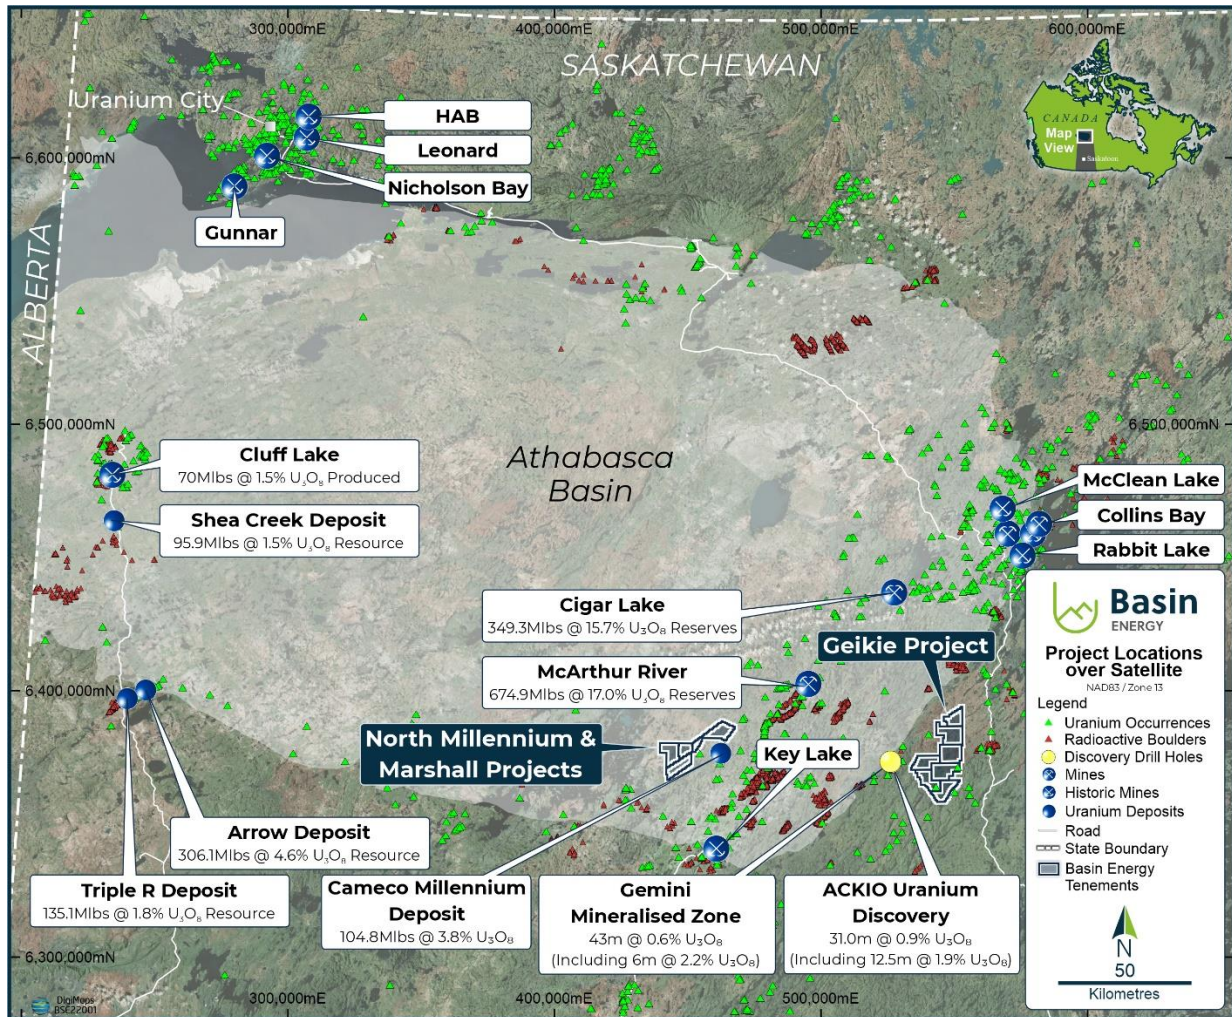 300,000mE
400,000mE
500,000mE
600,000mE
SASKATCHEWAN
CANADA
Map
View
Saskatoon
Uranium City
HAB
Leonard
Nicholson Bay
Gunnar
6,600,000mN
ALBERTA
6,500,000mN
6,500,000mN
Cluff Lake
70Mlbs @ 1.5% U₃O₈ Produced
Shea Creek Deposit
95.9Mlbs @ 1.5% U₃O₈ Resource
Athabasca
Basin
McClean Lake
Collins Bay
Rabbit Lake
Cigar Lake
349.3Mlbs @ 15.7% U₃O₈ Reserves
McArthur River
674.9Mlbs @ 17.0% U₃O₈ Reserves
Geikie Project
6,400,000mN
North Millennium &
Marshall Projects
Key Lake
Arrow Deposit
306.1Mlbs @ 4.6% U₃O₈ Resource
Triple R Deposit
135.1Mlbs @ 1.8% U₃O₈ Resource
Cameco Millennium
Deposit
104.8Mlbs @ 3.8% U₃O₈
Gemini
Mineralised Zone
43m @ 0.6% U₃O₈
(Including 6m @ 2.2% U₃O₈)
ACKIO Uranium
Discovery
31.0m @ 0.9% U₃O₈
(Including 12.5m @ 1.9% U₃O₈)
Basin
ENERGY
Project Locations
over Satellite
NAD83 / Zone 13
Legend
Uranium Occurrences
Radioactive Boulders
Discovery Drill Holes
Mines
Historic Mines
Uranium Deposits
Road
State Boundary
Basin Energy
Tenements
N
50
Kilometres
6,300,000mN
300,000mE
400,000mE
500,000mE
DigiMaps
BSC22001